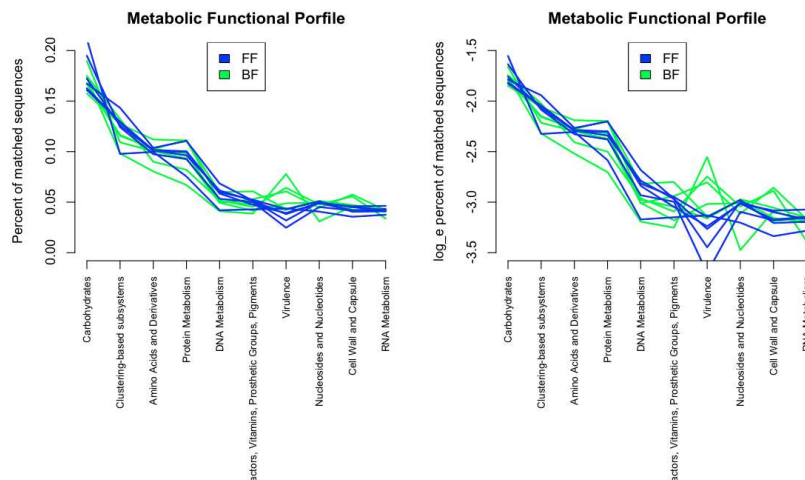 Metabolic Functional Porfile
FF
BF
Percent of matched sequences
0.20
0.15
0.10
0.05
0.00
Carbohydrates
Clustering-based subsystems
Amino Acids and Derivatives
Protein Metabolism
DNA Metabolism
actors, Vitamins, Prosthetic Groups, Pigments
Virulence
Nucleosides and Nucleotides
Cell Wall and Capsule
RNA Metabolism
Metabolic Functional Porfile
FF
BF
log_e percent of matched sequences
-1.5
-2.0
-2.5
-3.0
-3.5
Carbohydrates
Clustering-based subsystems
Amino Acids and Derivatives
Protein Metabolism
DNA Metabolism
actors, Vitamins, Prosthetic Groups, Pigments
Virulence
Nucleosides and Nucleotides
Cell Wall and Capsule